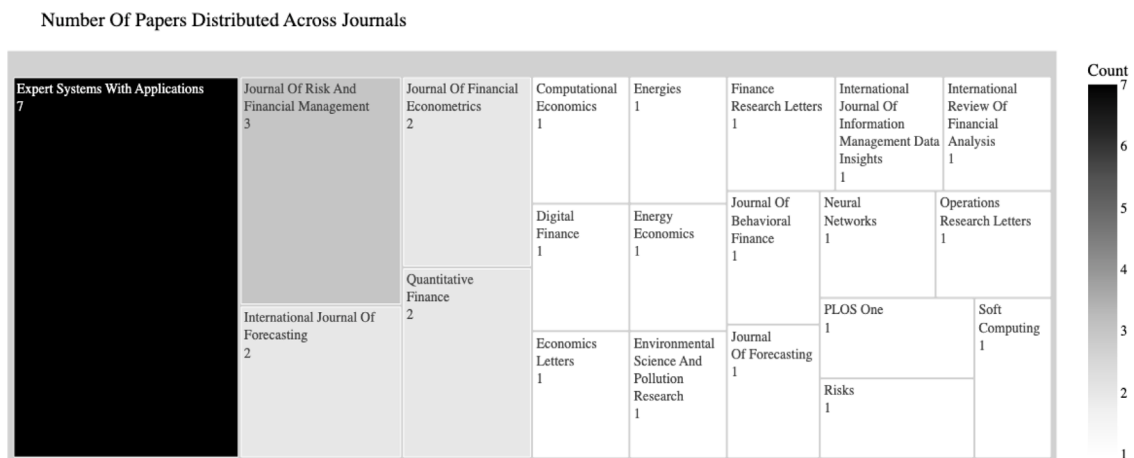 Number Of Papers Distributed Across Journals
Expert Systems With Applications
7
Journal Of Risk And
Financial Management
3
International Journal Of
Forecasting
2
Journal Of Financial
Econometrics
2
Quantitative
Finance
2
Computational
Economics
1
Digital
Finance
1
Economics
Letters
1
Energies
1
Energy
Economics
1
Environmental
Science And
Pollution
Research
1
Finance
Research Letters
1
Journal Of
Behavioral
Finance
1
Journal
Of Forecasting
1
International
Journal Of
Information
Management Data
Insights
1
International
Review Of
Financial
Analysis
1
Neural
Networks
1
Operations
Research Letters
1
PLOS One
1
Risks
1
Soft
Computing
1
Count
7
6
5
4
3
2
1